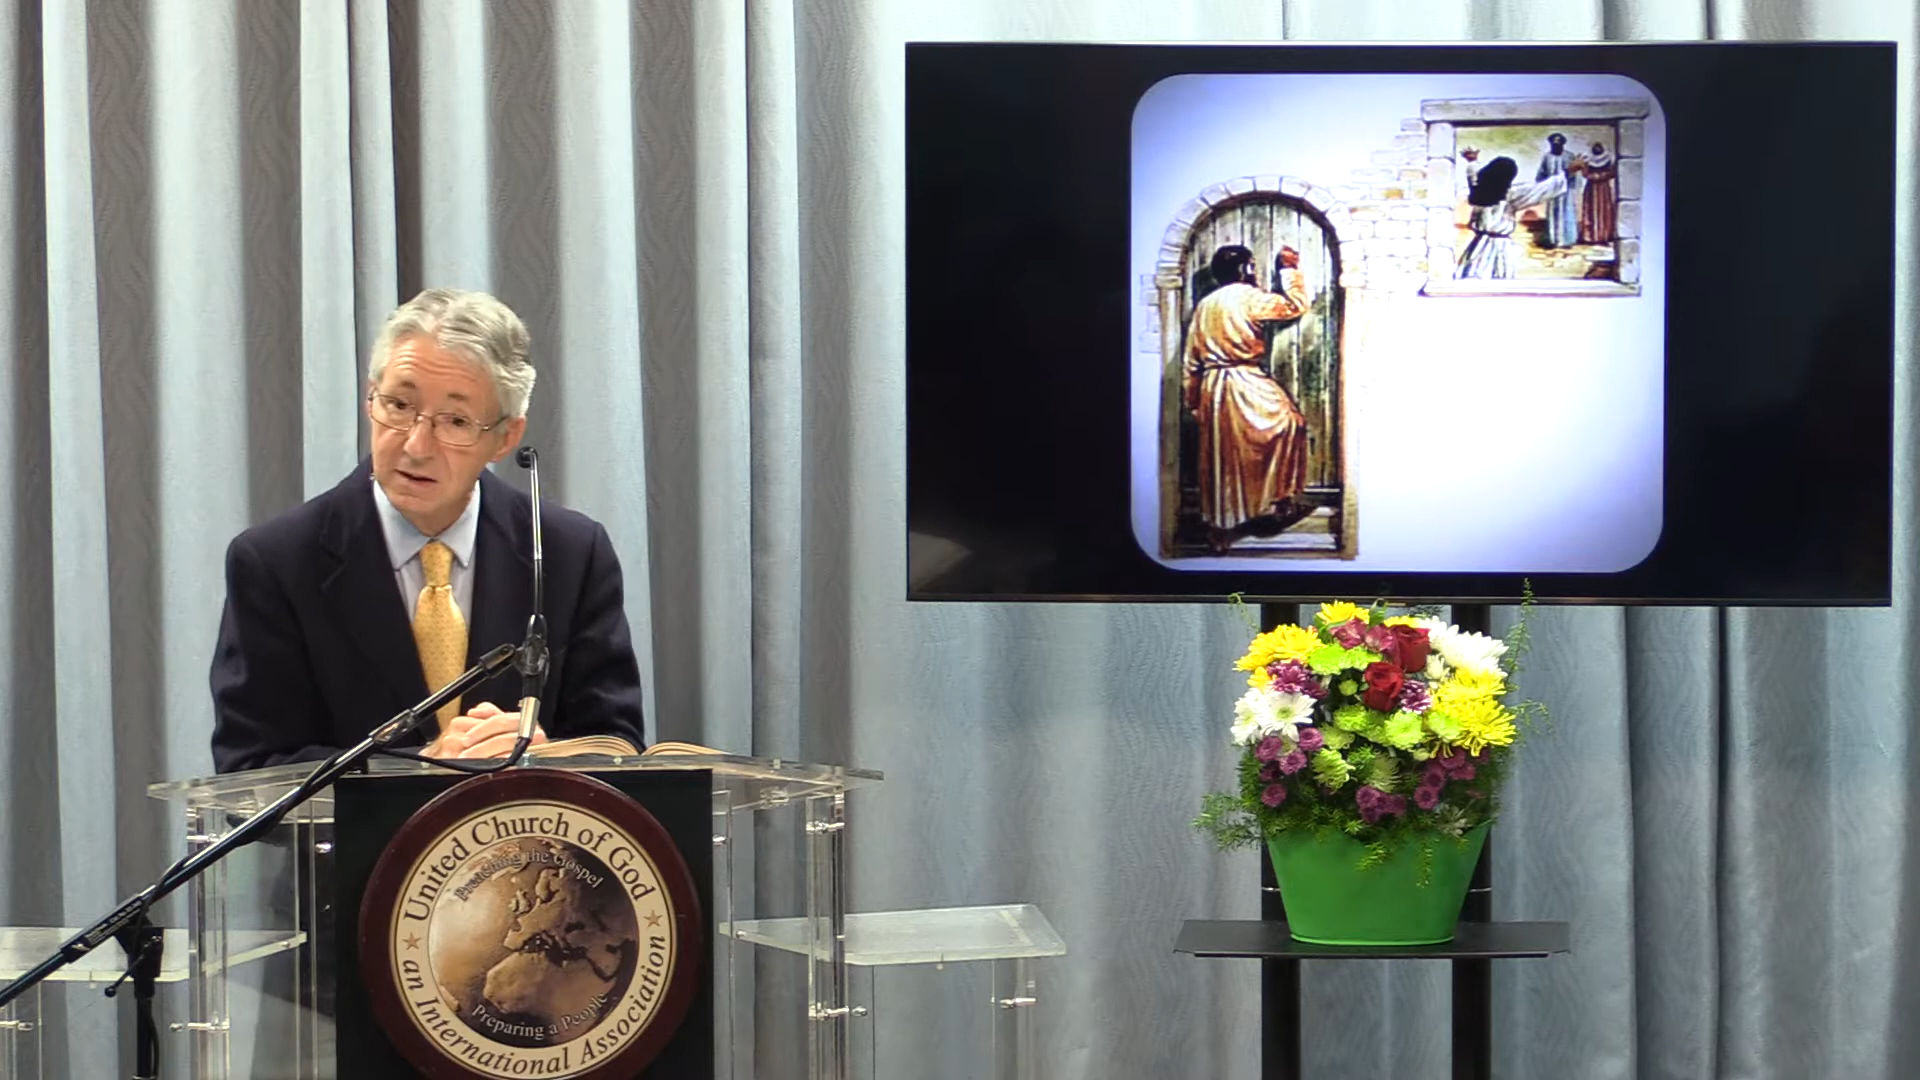 United Church of God
Preaching the Gospel
Preparing a People
an International Association